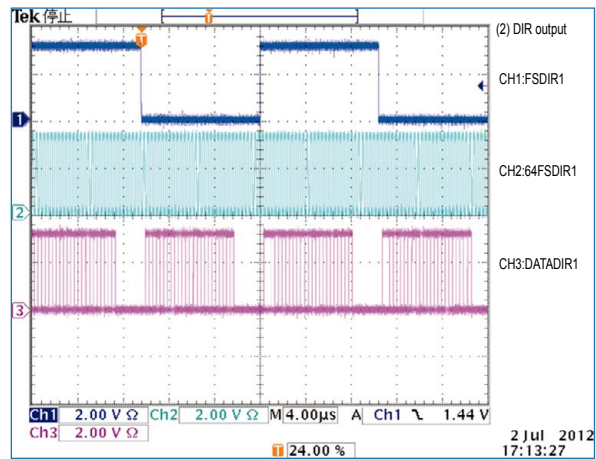 Tek 停止
T
T
(2) DIR output
CH1:FSDIR1
1
CH2:64FSDIR1
2
CH3:DATADIR1
3
Ch1 2.00 V Ω Ch2 2.00 V Ω M 4.00µs A Ch1 1.44 V
Ch3 2.00 V Ω
T 24.00 %
2 Jul 2012
17:13:27